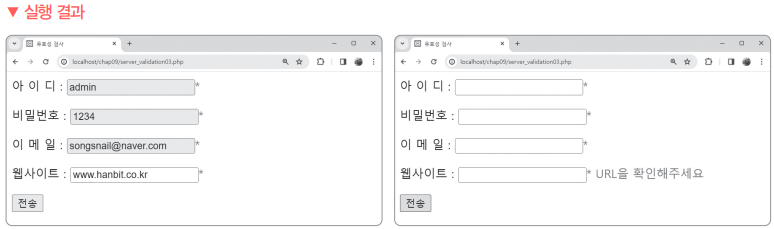 ▼ 실행 결과
유효성 검사
localhost/chap09/server_validation03.php
아 이 디 : admin*
비밀번호 : 1234*
이 메 일 : songsnail@naver.com*
웹사이트 : www.hanbit.co.kr*
전송
유효성 검사
localhost/chap09/server_validation03.php
아 이 디 : *
비밀번호 : *
이 메 일 : *
웹사이트 : * URL을 확인해주세요
전송